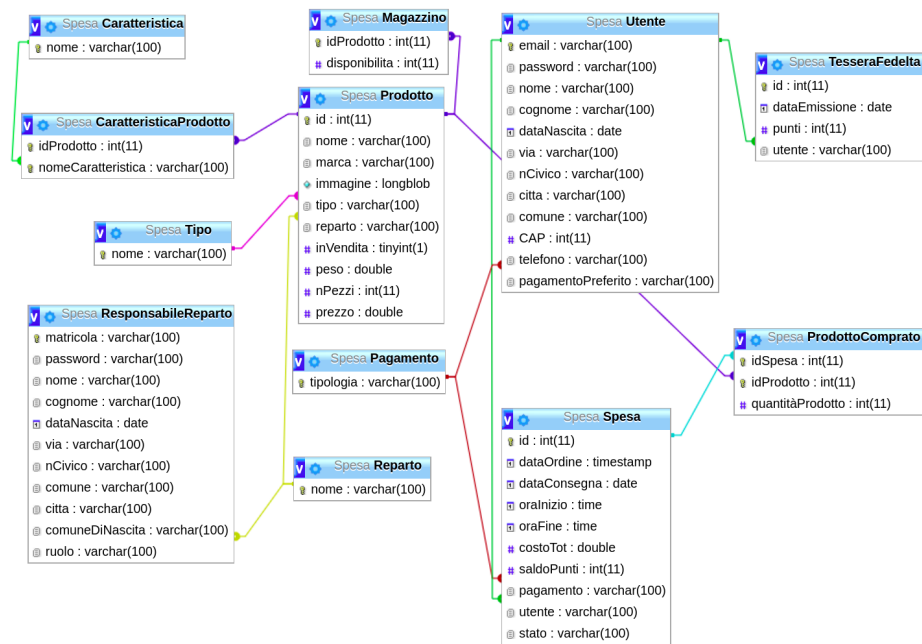 Spesa Caratteristica
nome : varchar(100)
Spesa Magazzino
idProdotto : int(11)
disponibilita : int(11)
Spesa Utente
email : varchar(100)
password : varchar(100)
nome : varchar(100)
cognome : varchar(100)
dataNascita : date
via : varchar(100)
nCivico : varchar(100)
citta : varchar(100)
comune : varchar(100)
CAP : int(11)
telefono : varchar(100)
pagamentoPreferito : varchar(100)
Spesa TesseraFedelta
id : int(11)
dataEmissione : date
punti : int(11)
utente : varchar(100)
Spesa CaratteristicaProdotto
idProdotto : int(11)
nomeCaratteristica : varchar(100)
Spesa Prodotto
id : int(11)
nome : varchar(100)
marca : varchar(100)
immagine : longblob
tipo : varchar(100)
reparto : varchar(100)
inVendita : tinyint(1)
peso : double
nPezzi : int(11)
prezzo : double
Spesa Tipo
nome : varchar(100)
Spesa ResponsabileReparto
matricola : varchar(100)
password : varchar(100)
nome : varchar(100)
cognome : varchar(100)
dataNascita : date
via : varchar(100)
nCivico : varchar(100)
comune : varchar(100)
citta : varchar(100)
comuneDiNascita : varchar(100)
ruolo : varchar(100)
Spesa Pagamento
tipologia : varchar(100)
Spesa Reparto
nome : varchar(100)
Spesa ProdottoComprato
idSpesa : int(11)
idProdotto : int(11)
quantitàProdotto : int(11)
Spesa Spesa
id : int(11)
dataOrdine : timestamp
dataConsegna : date
oraInizio : time
oraFine : time
costoTot : double
saldoPunti : int(11)
pagamento : varchar(100)
utente : varchar(100)
stato : varchar(100)